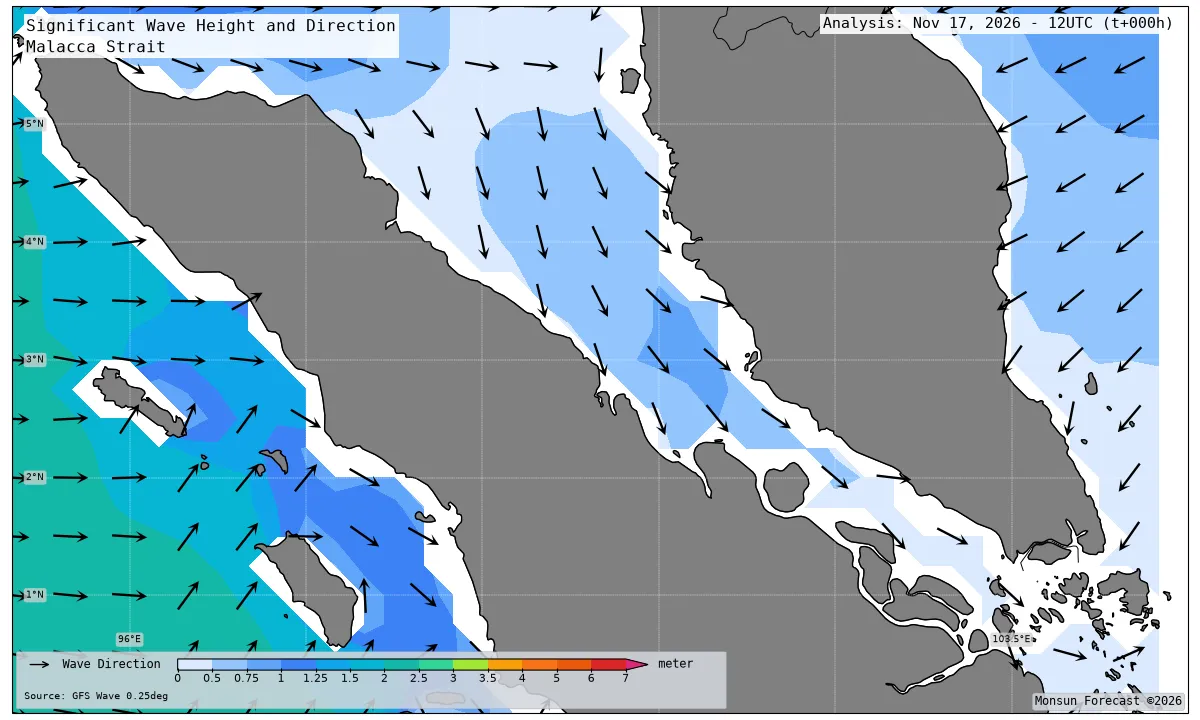 Significant Wave Height and Direction
Malacca Strait
Analysis: Nov 17, 2026 - 12UTC (t+000h)
5°N
4°N
3°N
2°N
1°N
96°E
103.5°E
Wave Direction
meter
0 0.5 0.75 1 1.25 1.5 2 2.5 3 3.5 4 5 6 7
Source: GFS Wave 0.25deg
Monsun Forecast ©2026